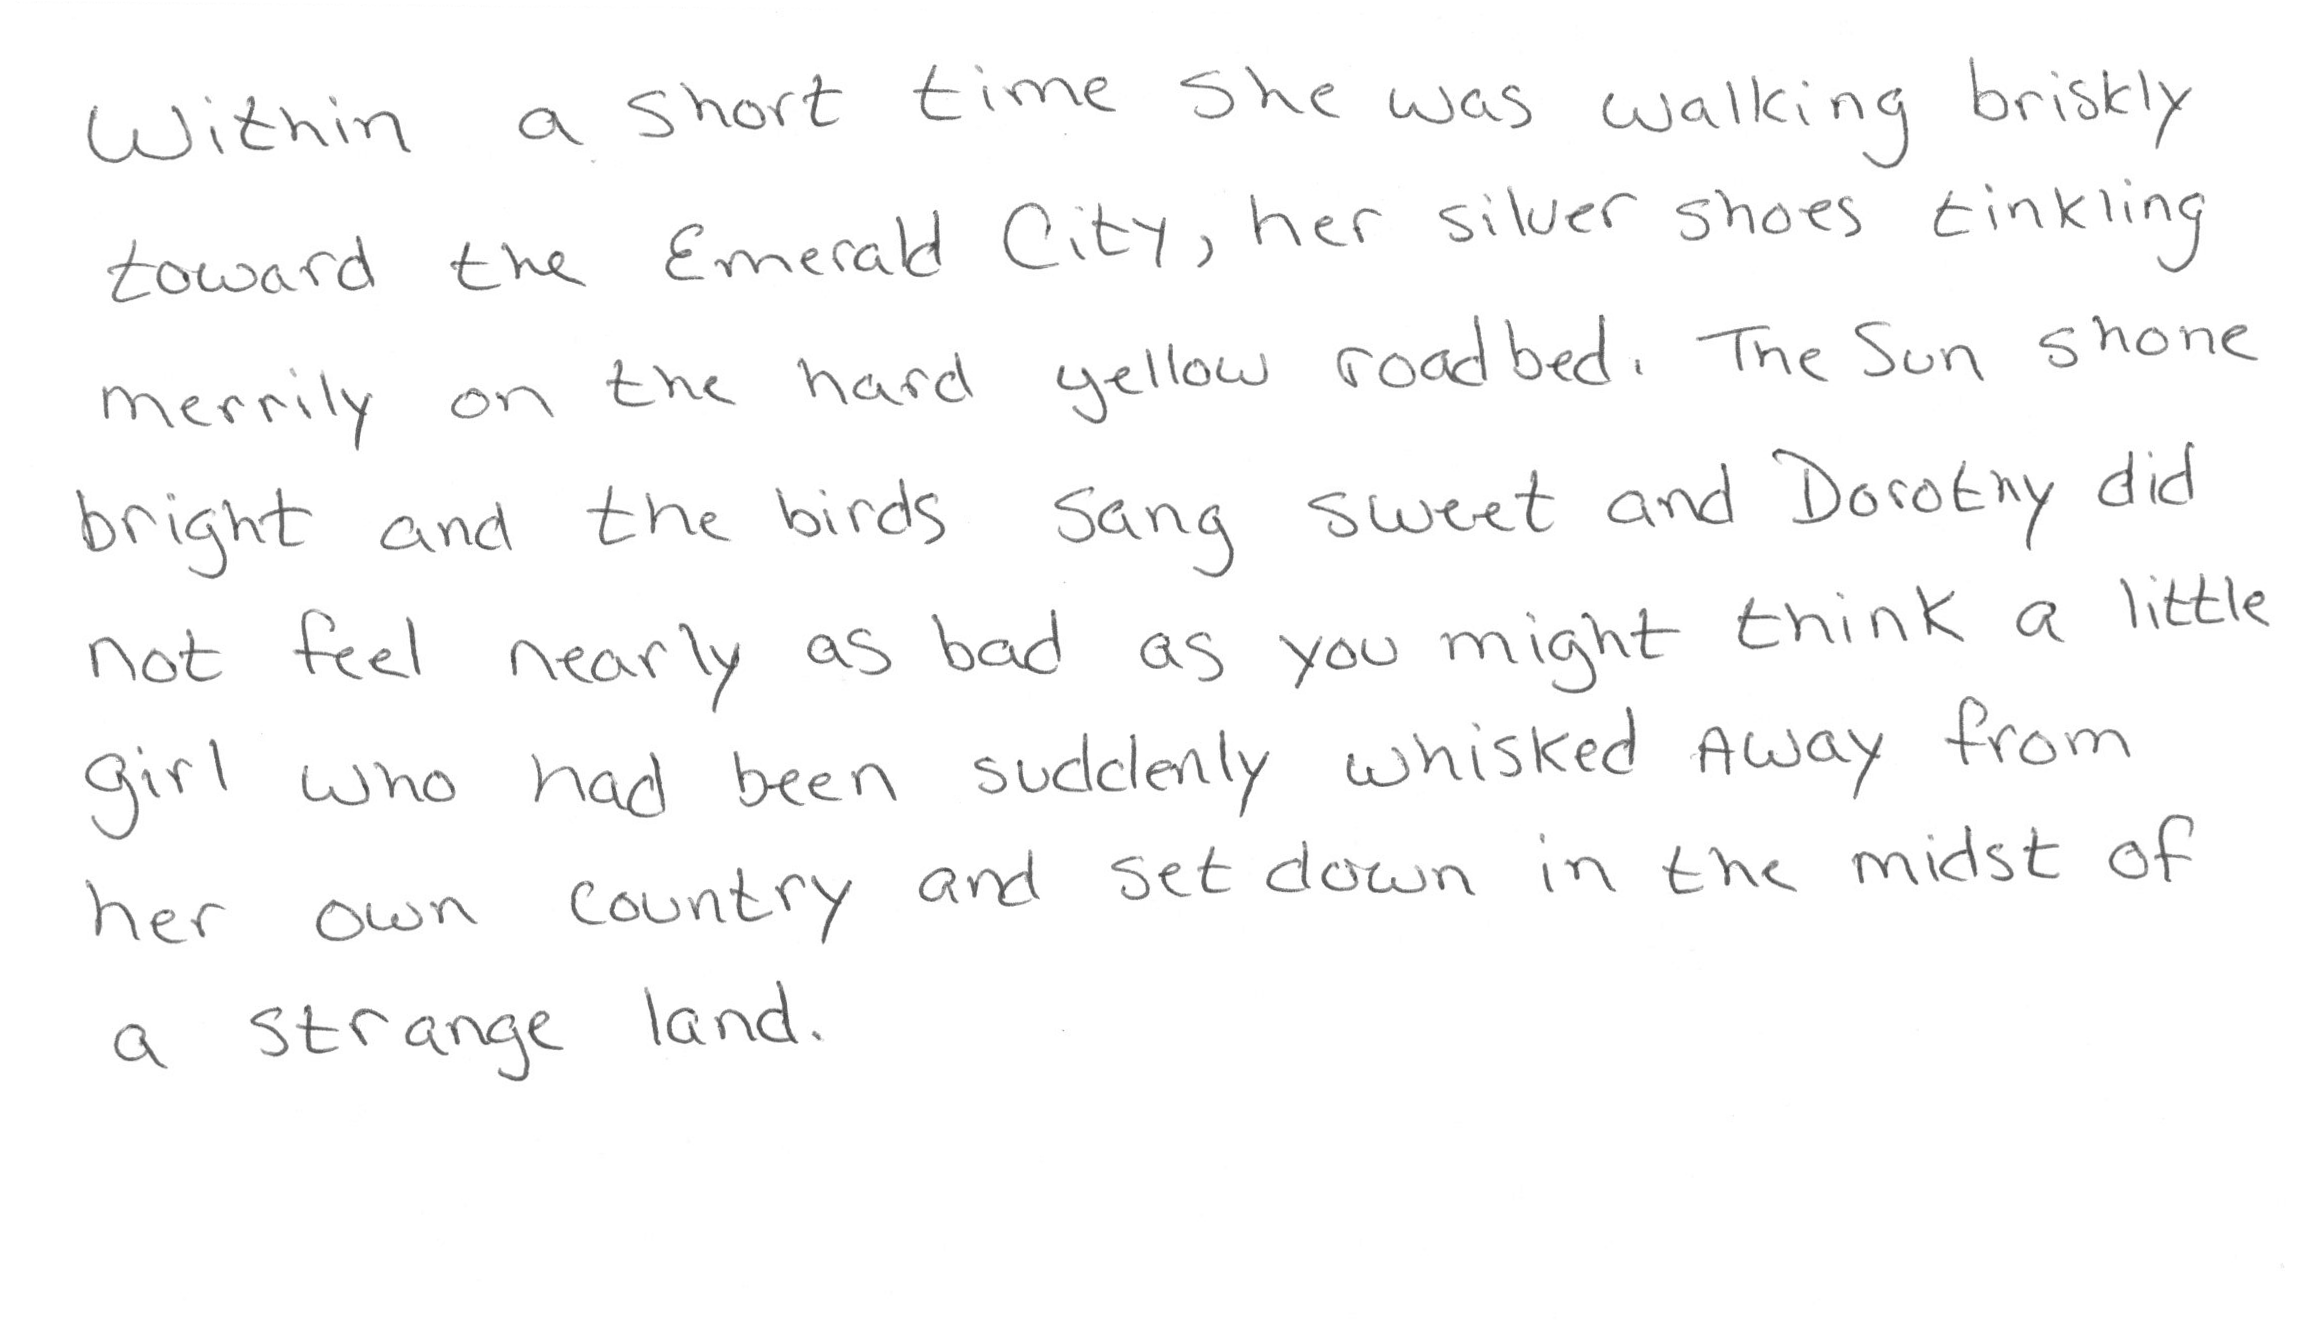 Within a short time she was walking briskly
toward the Emerald City, her silver shoes tinkling
merrily on the hard yellow roadbed. The Sun shone
bright and the birds sang sweet and Dorothy did
not feel nearly as bad as you might think a little
girl who had been suddenly whisked Away from
her own country and set down in the midst of
a strange land.